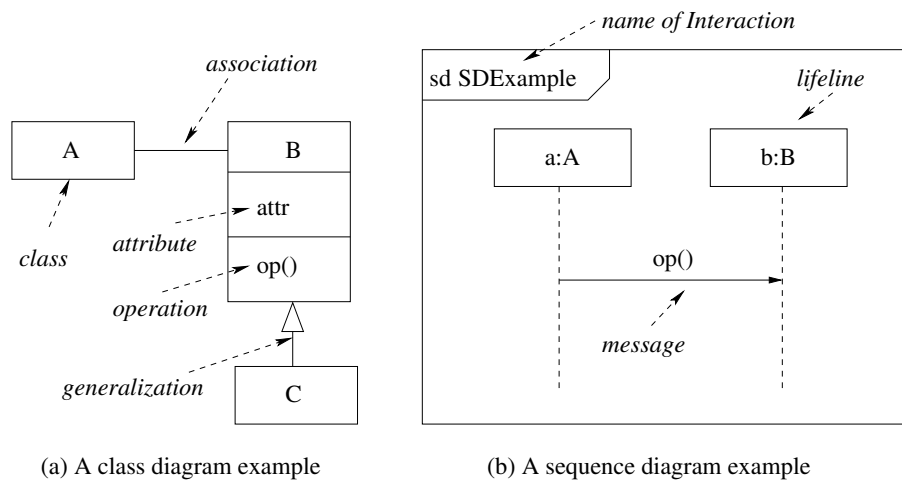 association
A
B
attr
op()
class
attribute
operation
generalization
C
(a) A class diagram example
name of Interaction
sd SDExample
lifeline
a:A
b:B
op()
message
(b) A sequence diagram example